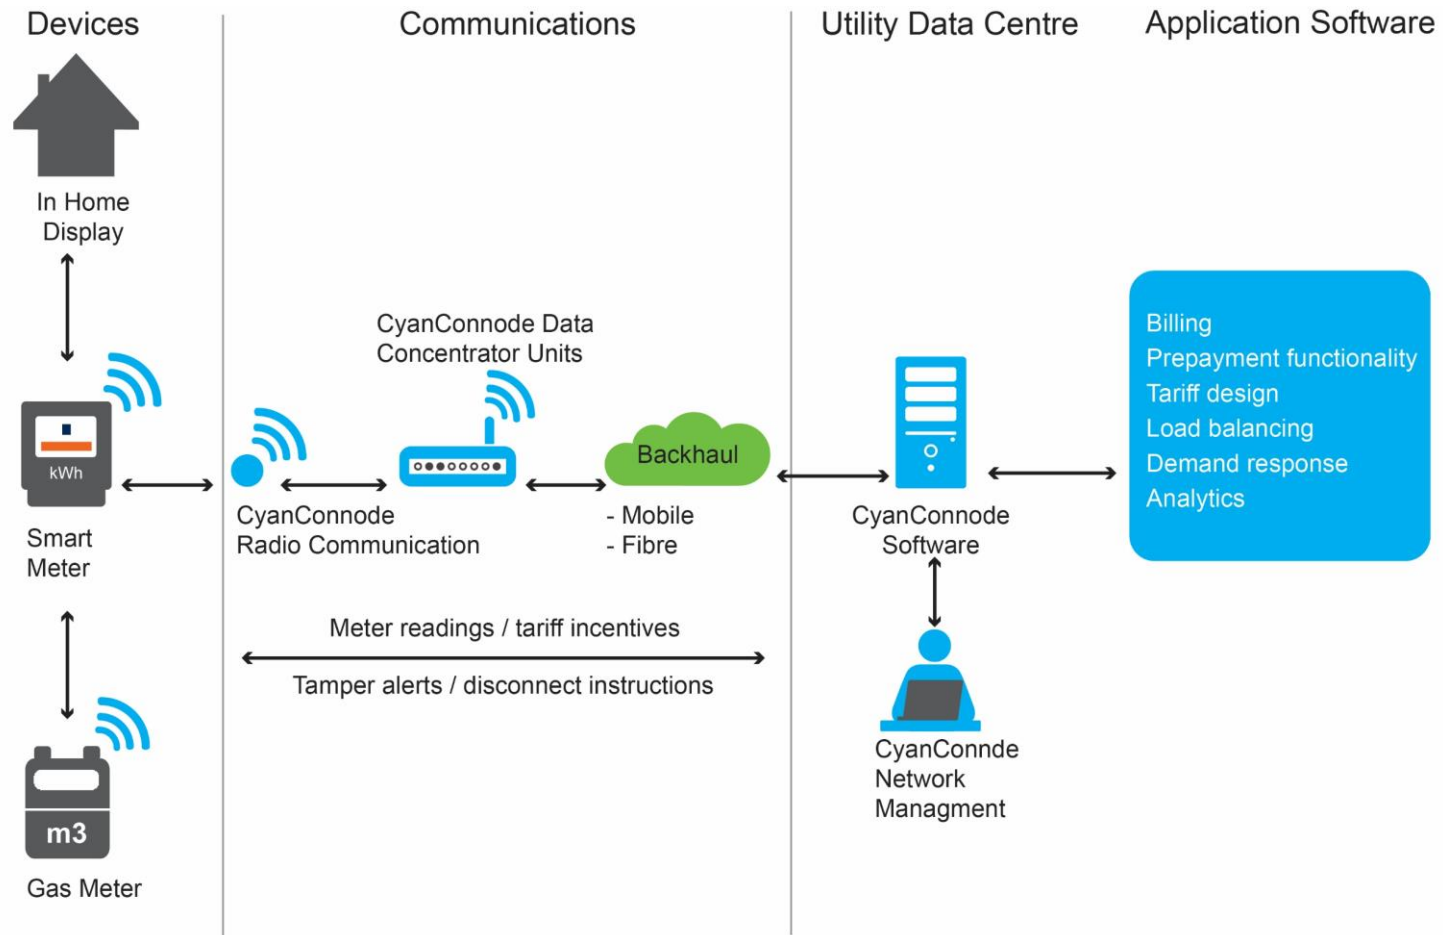 Devices
Communications
Utility Data Centre
Application Software
In Home
Display
kWh
Smart
Meter
m3
Gas Meter
CyanConnode Data
Concentrator Units
CyanConnode
Radio Communication
Backhaul
- Mobile
- Fibre
Meter readings / tariff incentives
Tamper alerts / disconnect instructions
CyanConnode
Software
CyanConnde
Network
Managment
Billing
Prepayment functionality
Tariff design
Load balancing
Demand response
Analytics